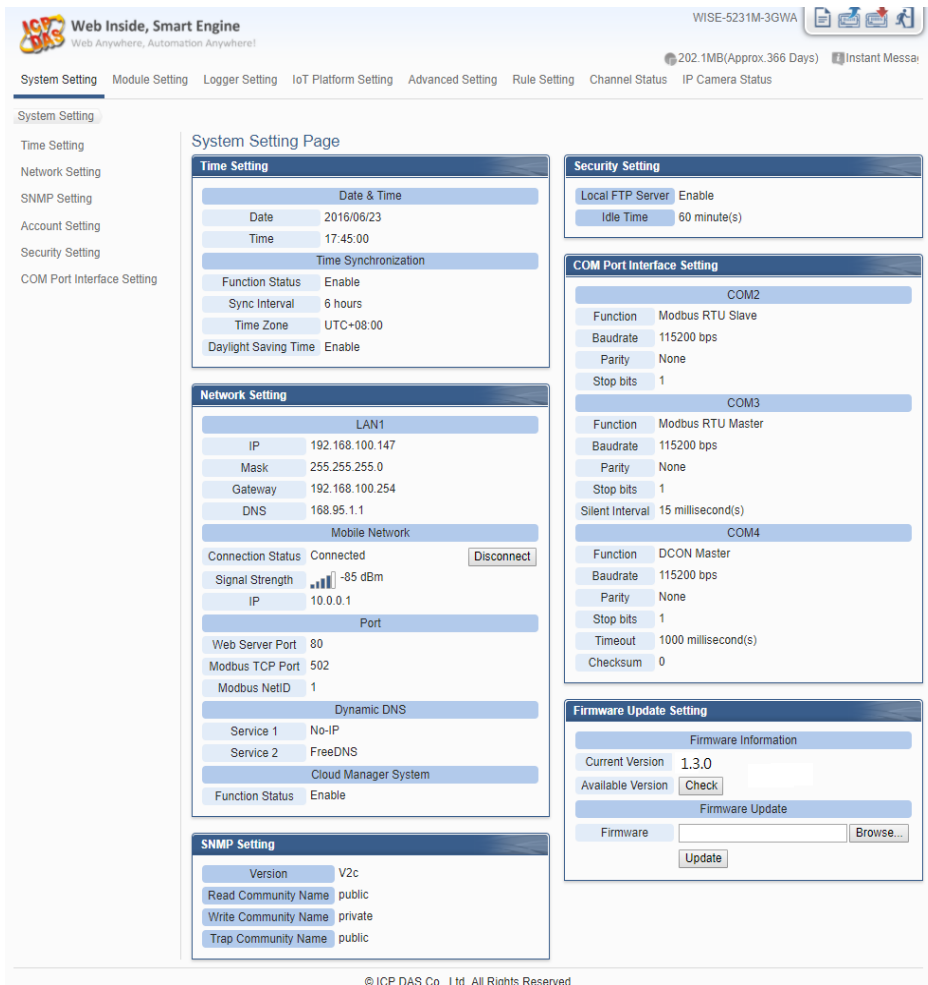 ICP DAS
Web Inside, Smart Engine
Web Anywhere, Automation Anywhere!
WISE-5231M-3GWA
202.1MB(Approx.366 Days) Instant Messa
System Setting Module Setting Logger Setting IoT Platform Setting Advanced Setting Rule Setting Channel Status IP Camera Status
System Setting
Time Setting
Network Setting
SNMP Setting
Account Setting
Security Setting
COM Port Interface Setting
System Setting Page
Time Setting
Date & Time
Date 2016/06/23
Time 17:45:00
Time Synchronization
Function Status Enable
Sync Interval 6 hours
Time Zone UTC+08:00
Daylight Saving Time Enable
Network Setting
LAN1
IP 192.168.100.147
Mask 255.255.255.0
Gateway 192.168.100.254
DNS 168.95.1.1
Mobile Network
Connection Status Connected Disconnect
Signal Strength -85 dBm
IP 10.0.0.1
Port
Web Server Port 80
Modbus TCP Port 502
Modbus NetID 1
Dynamic DNS
Service 1 No-IP
Service 2 FreeDNS
Cloud Manager System
Function Status Enable
SNMP Setting
Version V2c
Read Community Name public
Write Community Name private
Trap Community Name public
Security Setting
Local FTP Server Enable
Idle Time 60 minute(s)
COM Port Interface Setting
COM2
Function Modbus RTU Slave
Baudrate 115200 bps
Parity None
Stop bits 1
COM3
Function Modbus RTU Master
Baudrate 115200 bps
Parity None
Stop bits 1
Silent Interval 15 millisecond(s)
COM4
Function DCON Master
Baudrate 115200 bps
Parity None
Stop bits 1
Timeout 1000 millisecond(s)
Checksum 0
Firmware Update Setting
Firmware Information
Current Version 1.3.0
Available Version Check
Firmware Update
Firmware Browse...
Update
© ICP DAS Co., Ltd. All Rights Reserved